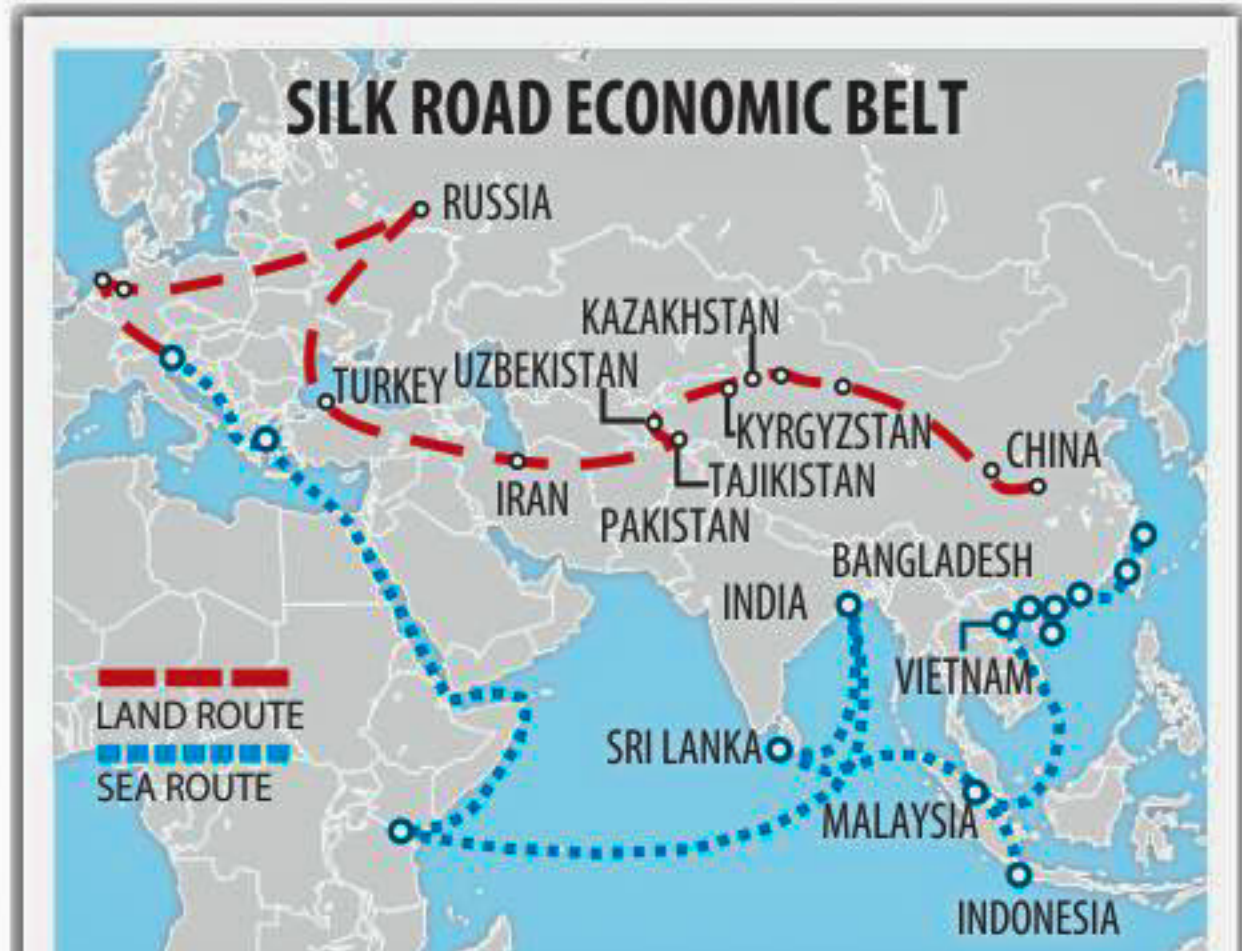 SILK ROAD ECONOMIC BELT
RUSSIA
KAZAKHSTAN
TURKEY
UZBEKISTAN
KYRGYZSTAN
CHINA
TAJIKISTAN
IRAN
PAKISTAN
BANGLADESH
INDIA
VIETNAM
LAND ROUTE
SRI LANKA
SEA ROUTE
MALAYSIA
INDONESIA